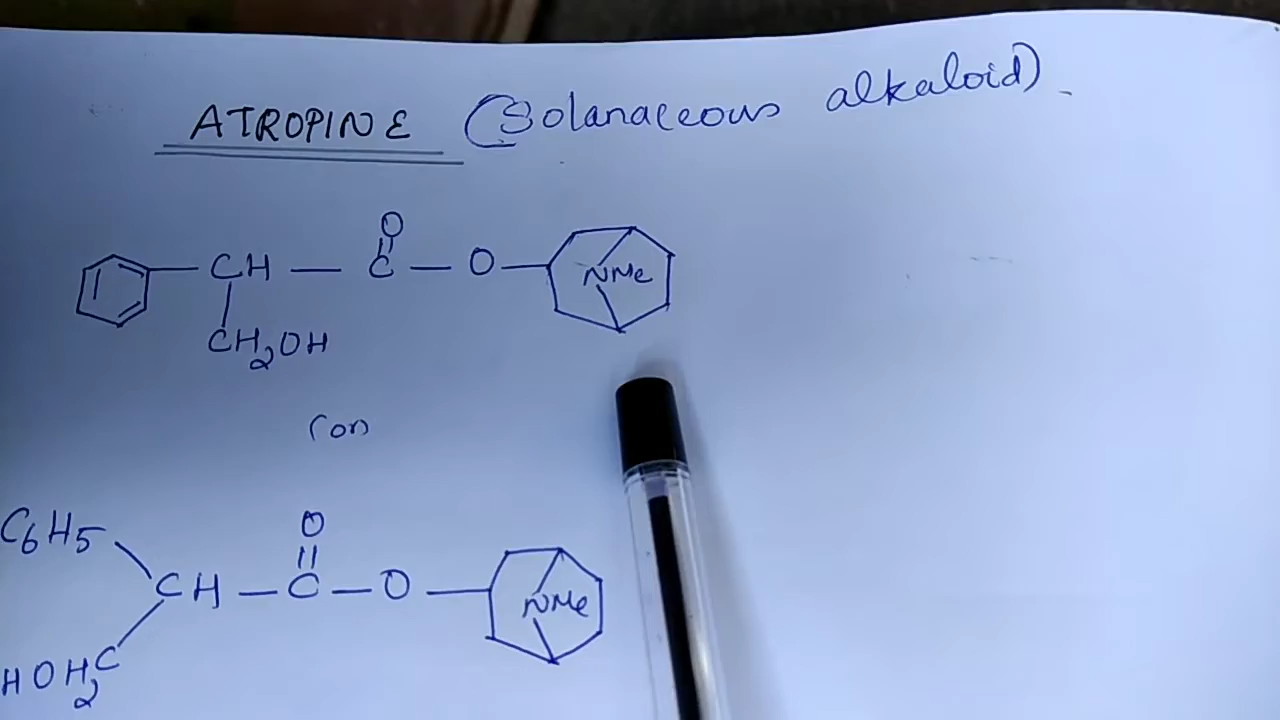 ATROPINE (Solanaceous alkaloid).
O
CH — C — O — NMe
CH2OH
(or)
C6H5 O
CH — C — O — NMe
HOH2C